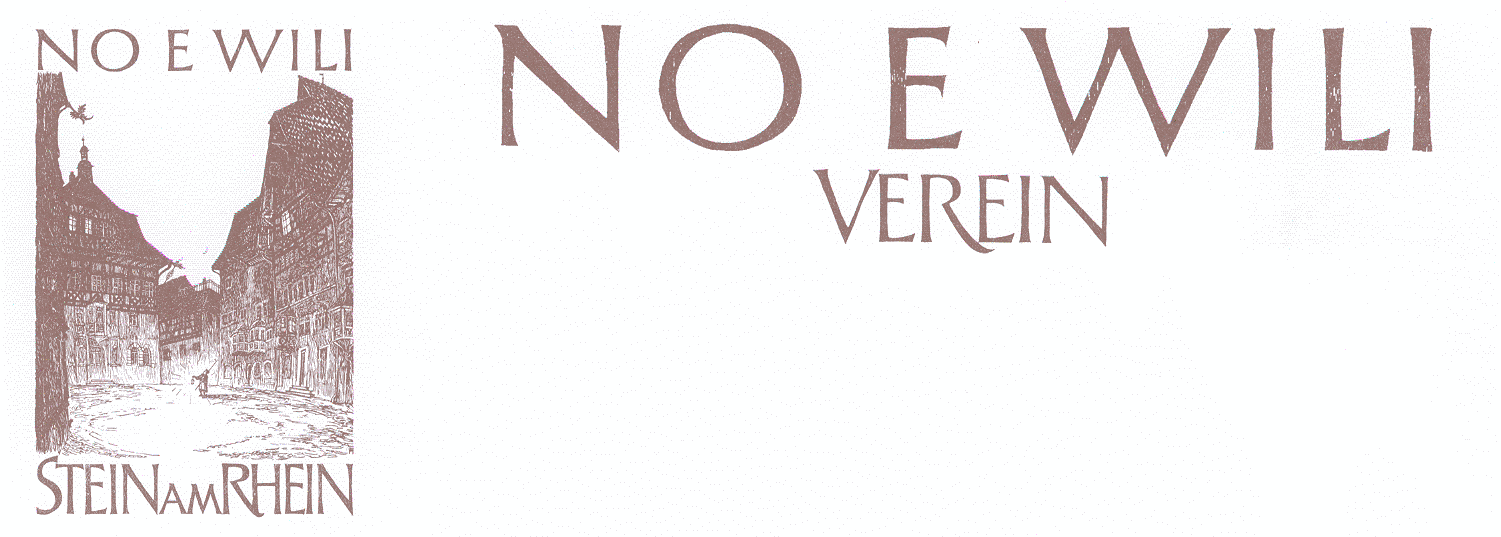 NO E WILI
STEIN AM RHEIN
NO E WILI
VEREIN